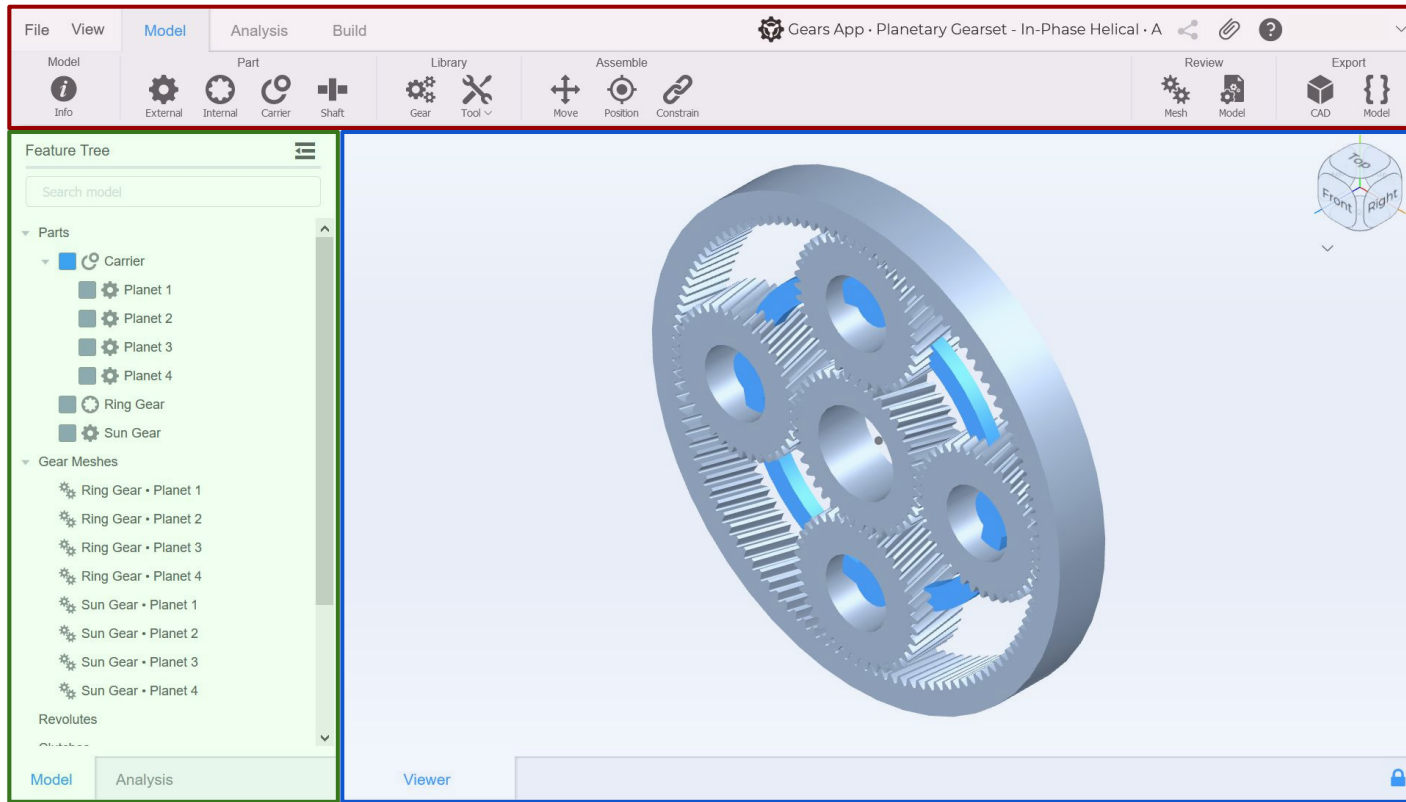 File View Model Analysis Build Gears App • Planetary Gearset - In-Phase Helical • A
Model Part Library Assemble Review Export
Info External Internal Carrier Shaft Gear Tool Move Position Constrain Mesh Model CAD Model
Feature Tree
Search model
Parts
Carrier
Planet 1
Planet 2
Planet 3
Planet 4
Ring Gear
Sun Gear
Gear Meshes
Ring Gear • Planet 1
Ring Gear • Planet 2
Ring Gear • Planet 3
Ring Gear • Planet 4
Sun Gear • Planet 1
Sun Gear • Planet 2
Sun Gear • Planet 3
Sun Gear • Planet 4
Revolutes
Model Analysis
Top
Front Right
Viewer